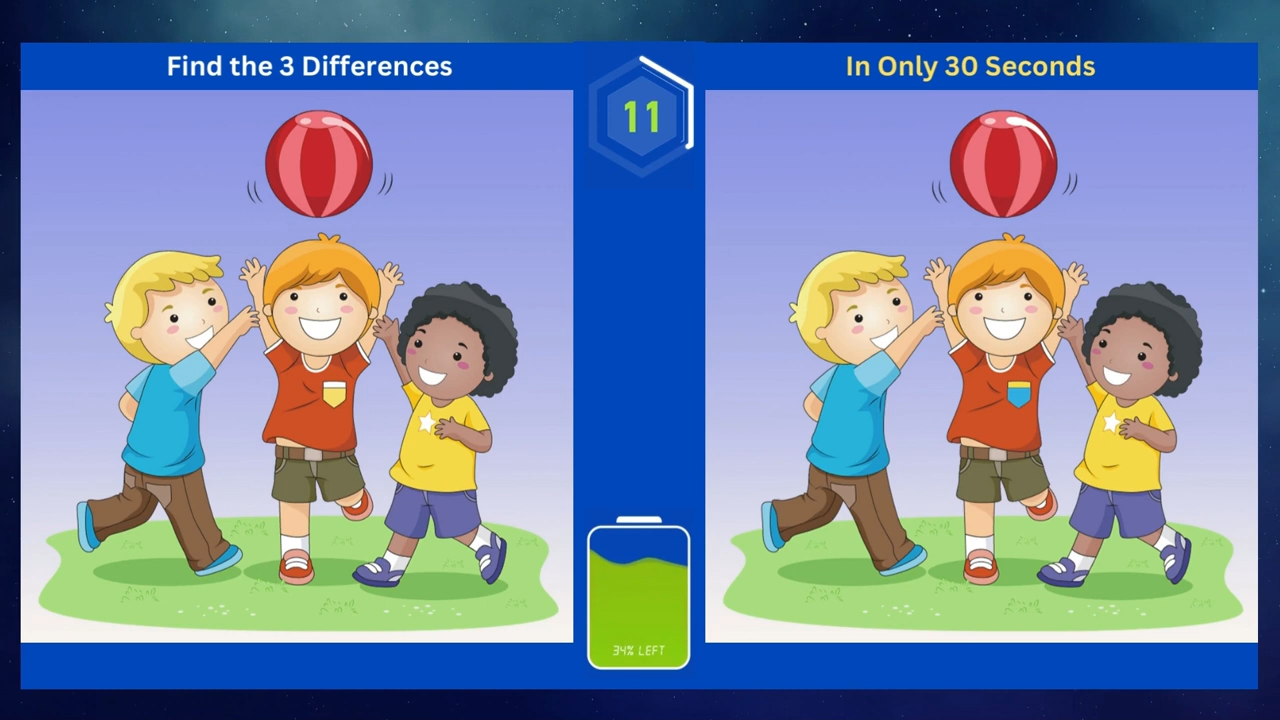 Find the 3 Differences
11
In Only 30 Seconds
34% LEFT